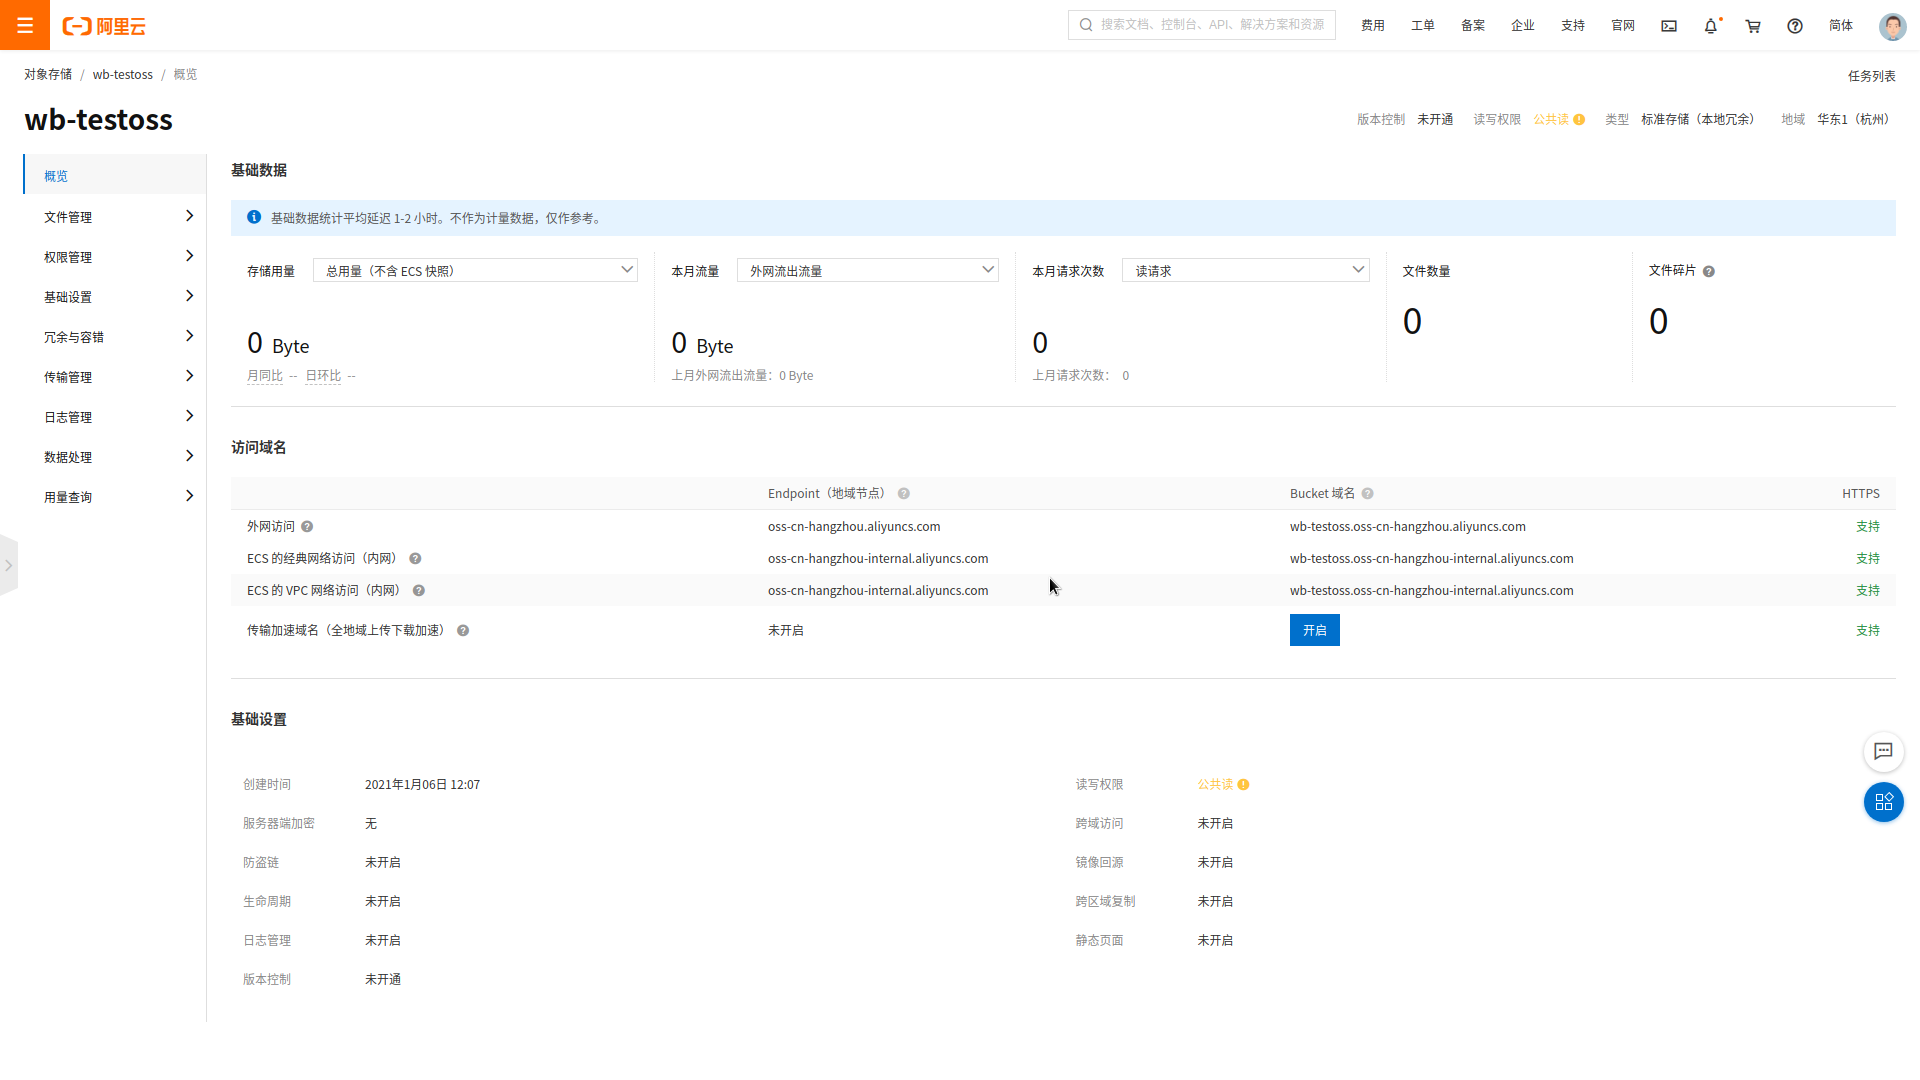 阿里云
搜索文档、控制台、API、解决方案和资源 费用 工单 备案 企业 支持 官网 简体
对象存储 / wb-testoss / 概览 任务列表
wb-testoss 版本控制 未开通 读写权限 公共读 类型 标准存储（本地冗余） 地域 华东1（杭州）
概览
文件管理
权限管理
基础设置
冗余与容错
传输管理
日志管理
数据处理
用量查询
基础数据
基础数据统计平均延迟 1-2 小时。不作为计量数据，仅作参考。
存储用量 总用量（不含 ECS 快照） 本月流量 外网流出流量 本月请求次数 读请求 文件数量 文件碎片
0 0
0 Byte 0 Byte 0
月同比 -- 日环比 -- 上月外网流出流量：0 Byte 上月请求次数： 0
访问域名
Endpoint（地域节点） Bucket 域名 HTTPS
外网访问 oss-cn-hangzhou.aliyuncs.com wb-testoss.oss-cn-hangzhou.aliyuncs.com 支持
ECS 的经典网络访问（内网） oss-cn-hangzhou-internal.aliyuncs.com wb-testoss.oss-cn-hangzhou-internal.aliyuncs.com 支持
ECS 的 VPC 网络访问（内网） oss-cn-hangzhou-internal.aliyuncs.com wb-testoss.oss-cn-hangzhou-internal.aliyuncs.com 支持
传输加速域名（全地域上传下载加速） 未开启 开启 支持
基础设置
创建时间 2021年1月06日 12:07 读写权限 公共读
服务器端加密 无 跨域访问 未开启
防盗链 未开启 镜像回源 未开启
生命周期 未开启 跨区域复制 未开启
日志管理 未开启 静态页面 未开启
版本控制 未开通